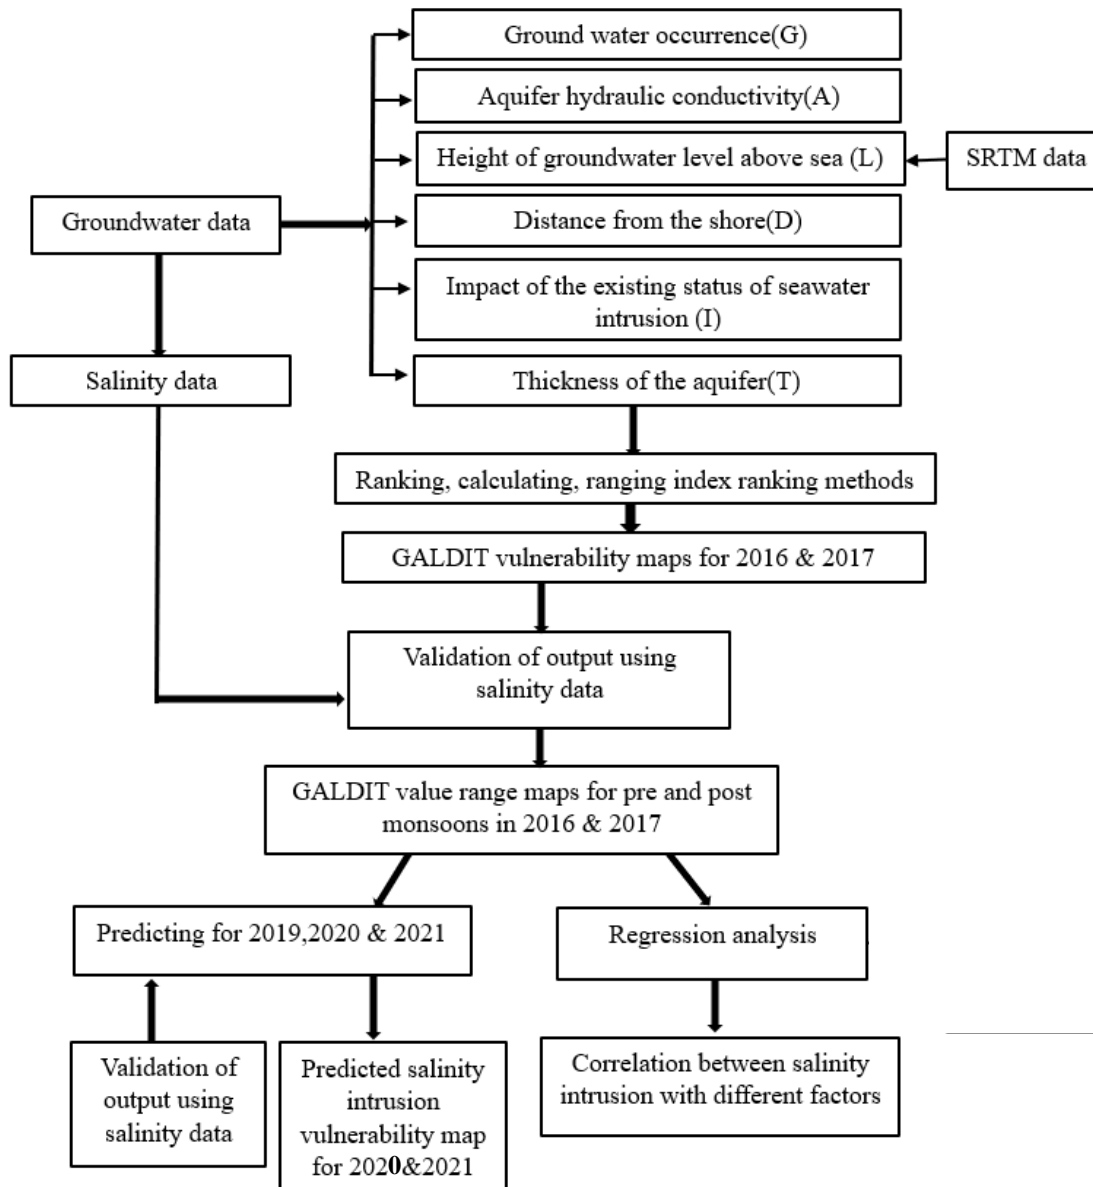 Ground water occurrence(G)
Aquifer hydraulic conductivity(A)
Height of groundwater level above sea (L)
SRTM data
Groundwater data
Distance from the shore(D)
Impact of the existing status of seawater
intrusion (I)
Salinity data
Thickness of the aquifer(T)
Ranking, calculating, ranging index ranking methods
GALDIT vulnerability maps for 2016 & 2017
Validation of output using
salinity data
GALDIT value range maps for pre and post
monsoons in 2016 & 2017
Predicting for 2019,2020 & 2021
Regression analysis
Validation of
output using
salinity data
Predicted salinity
intrusion
vulnerability map
for 2020&2021
Correlation between salinity
intrusion with different factors